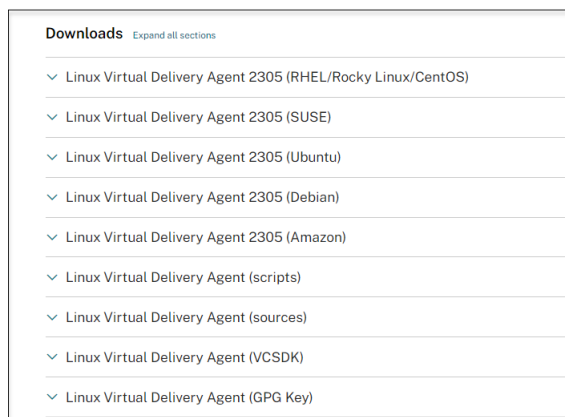 Downloads Expand all sections
Linux Virtual Delivery Agent 2305 (RHEL/Rocky Linux/CentOS)
Linux Virtual Delivery Agent 2305 (SUSE)
Linux Virtual Delivery Agent 2305 (Ubuntu)
Linux Virtual Delivery Agent 2305 (Debian)
Linux Virtual Delivery Agent 2305 (Amazon)
Linux Virtual Delivery Agent (scripts)
Linux Virtual Delivery Agent (sources)
Linux Virtual Delivery Agent (VCSDK)
Linux Virtual Delivery Agent (GPG Key)